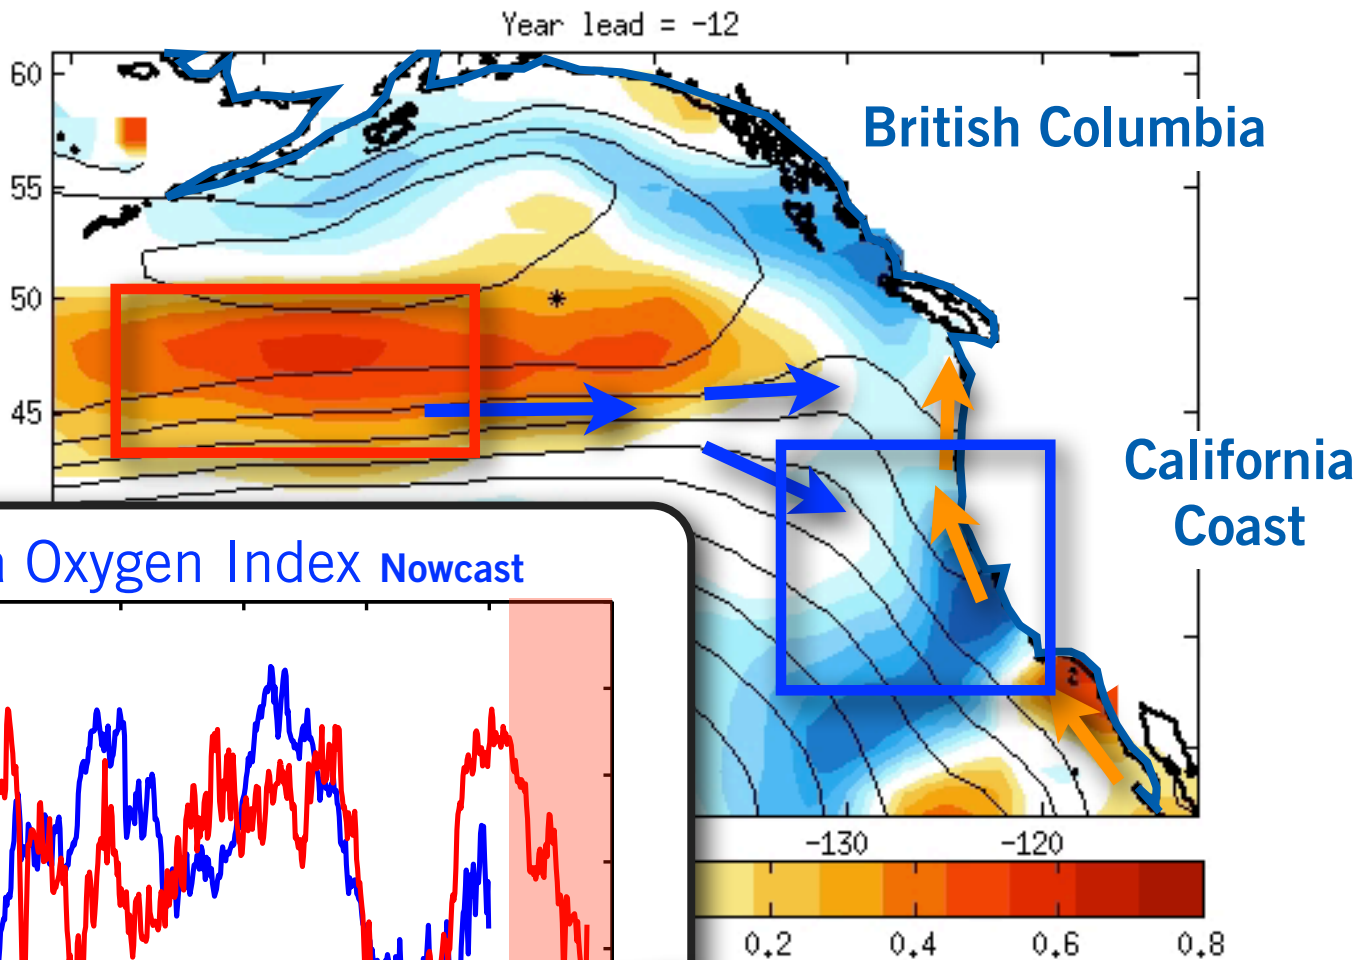 Year lead = -12
60
British Columbia
55
50
45
California
Coast
Oxygen Index Nowcast
-130
-120
0.2
0.4
0.6
0.8